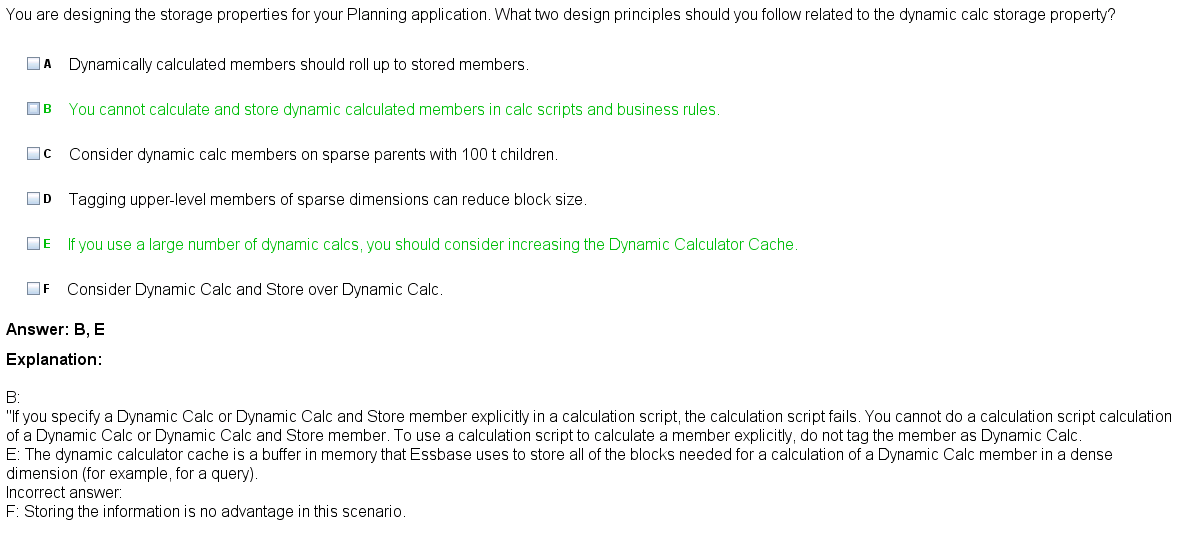 You are designing the storage properties for your Planning application. What two design principles should you follow related to the dynamic calc storage property?
A Dynamically calculated members should roll up to stored members.
B You cannot calculate and store dynamic calculated members in calc scripts and business rules.
C Consider dynamic calc members on sparse parents with 100 t children.
D Tagging upper-level members of sparse dimensions can reduce block size.
E If you use a large number of dynamic calcs, you should consider increasing the Dynamic Calculator Cache.
F Consider Dynamic Calc and Store over Dynamic Calc.
Answer: B, E
Explanation:
B:
"If you specify a Dynamic Calc or Dynamic Calc and Store member explicitly in a calculation script, the calculation script fails. You cannot do a calculation script calculation
of a Dynamic Calc or Dynamic Calc and Store member. To use a calculation script to calculate a member explicitly, do not tag the member as Dynamic Calc.
E: The dynamic calculator cache is a buffer in memory that Essbase uses to store all of the blocks needed for a calculation of a Dynamic Calc member in a dense
dimension (for example, for a query).
Incorrect answer:
F: Storing the information is no advantage in this scenario.